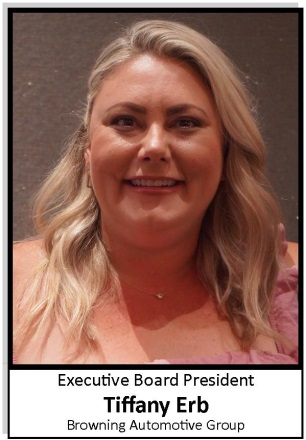 Executive Board President
Tiffany Erb
Browning Automotive Group